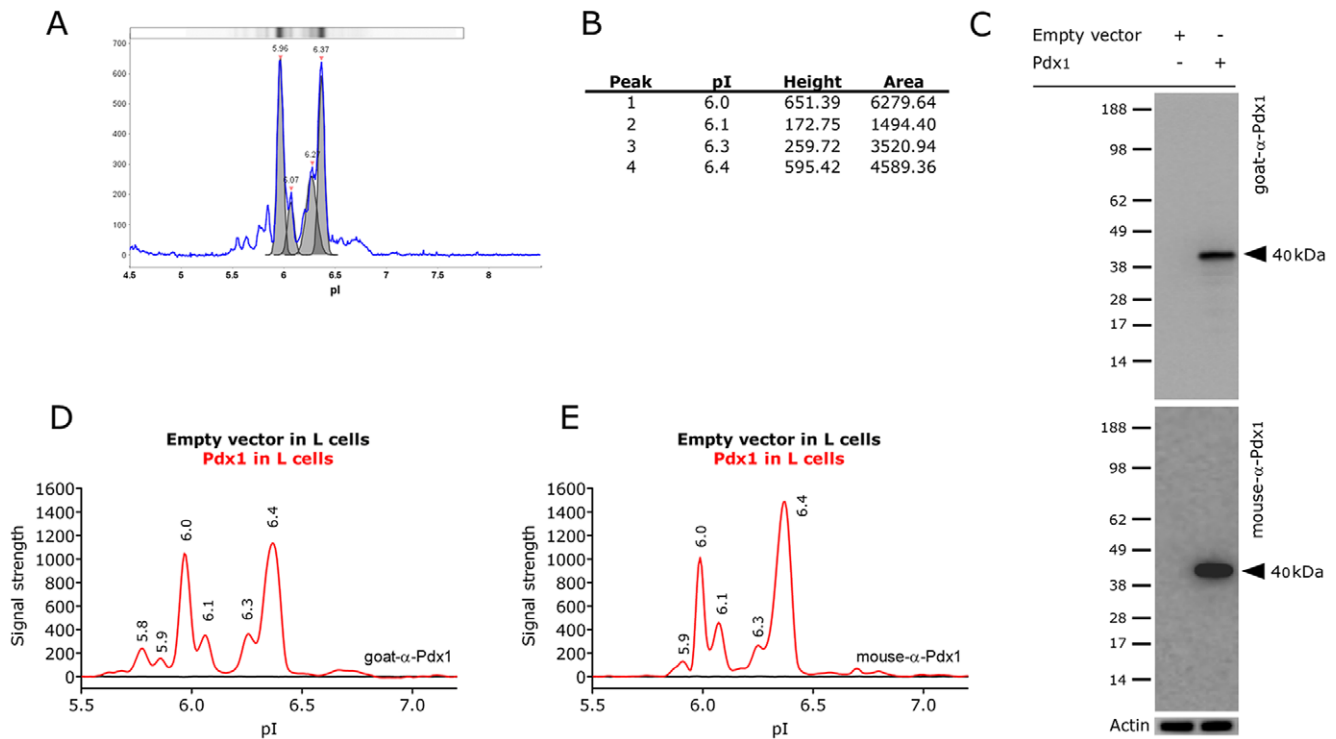 A
700
600
500
400
300
200
100
0
5.96
6.07
6.27
6.37
4.5 5 5.5 6 6.5 7 7.5 8
pI
B
Peak pI Height Area
1 6.0 651.39 6279.64
2 6.1 172.75 1494.40
3 6.3 259.72 3520.94
4 6.4 595.42 4589.36
C
Empty vector + -
Pdx1 - +
188
98
62
49
38
28
17
14
goat-α-Pdx1
40kDa
188
98
62
49
38
28
17
14
mouse-α-Pdx1
40kDa
Actin
D
Empty vector in L cells
Pdx1 in L cells
Signal strength
1600
1400
1200
1000
800
600
400
200
0
5.8
5.9
6.0
6.1
6.3
6.4
goat-α-Pdx1
5.5 6.0 6.5 7.0
pI
E
Empty vector in L cells
Pdx1 in L cells
Signal strength
1600
1400
1200
1000
800
600
400
200
0
5.9
6.0
6.1
6.3
6.4
mouse-α-Pdx1
5.5 6.0 6.5 7.0
pI